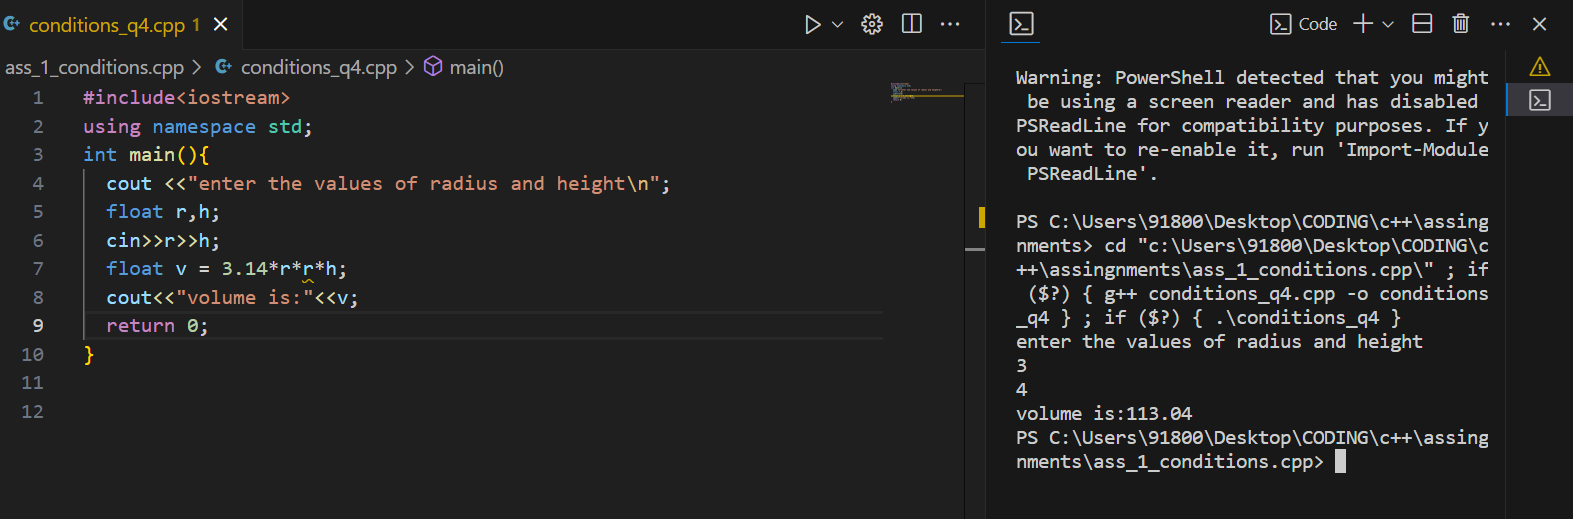 conditions_q4.cpp 1
ass_1_conditions.cpp > conditions_q4.cpp > main()
1 #include<iostream>
2 using namespace std;
3 int main(){
4 cout <<"enter the values of radius and height\n";
5 float r,h;
6 cin>>r>>h;
7 float v = 3.14*r*r*h;
8 cout<<"volume is:"<<v;
9 return 0;
10 }
11
12
Code
Warning: PowerShell detected that you might
be using a screen reader and has disabled
PSReadLine for compatibility purposes. If y
ou want to re-enable it, run 'Import-Module
PSReadLine'.
PS C:\Users\91800\Desktop\CODING\c++\assing
nments> cd "c:\Users\91800\Desktop\CODING\c
++\assingnments\ass_1_conditions.cpp\" ; if
($?) { g++ conditions_q4.cpp -o conditions
_q4 } ; if ($?) { .\conditions_q4 }
enter the values of radius and height
3
4
volume is:113.04
PS C:\Users\91800\Desktop\CODING\c++\assing
nments\ass_1_conditions.cpp>